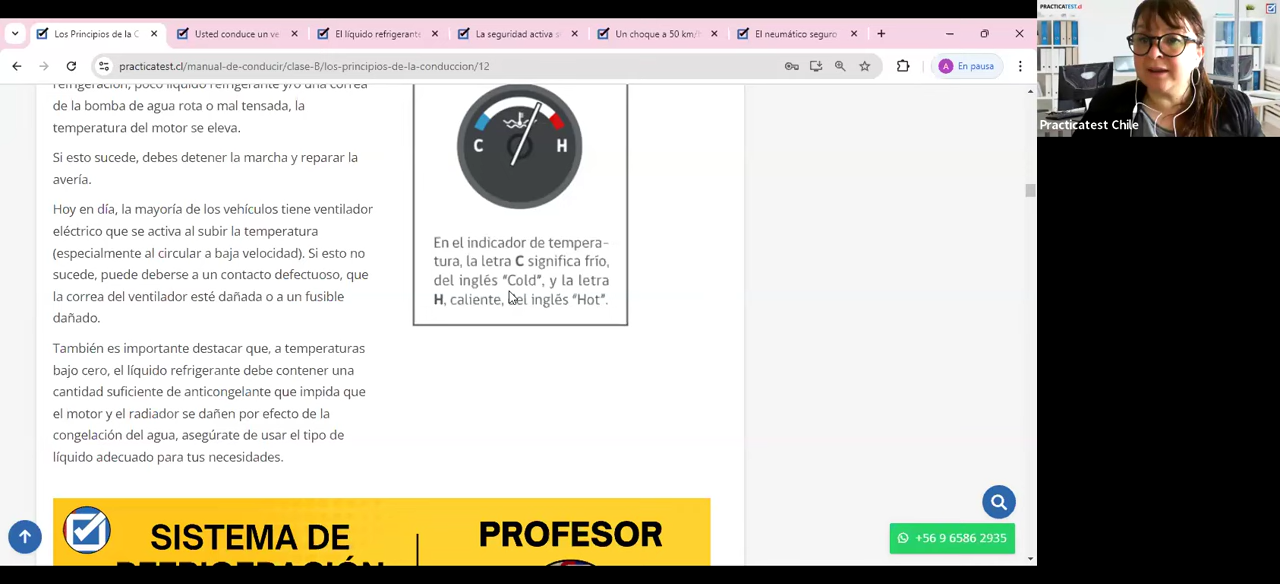 Los Principios de la C
Usted conduce un ve
El líquido refrigerante
La seguridad activa s
Un choque a 50 km/h
El neumático seguro
practicatest.cl/manual-de-conducir/clase-B/los-principios-de-la-conduccion/12
A En pausa
PRACTICATEST.cl
Practicatest Chile
refrigeración, poco líquido refrigerante y/o una correa
de la bomba de agua rota o mal tensada, la
temperatura del motor se eleva.
Si esto sucede, debes detener la marcha y reparar la
avería.
Hoy en día, la mayoría de los vehículos tiene ventilador
eléctrico que se activa al subir la temperatura
(especialmente al circular a baja velocidad). Si esto no
sucede, puede deberse a un contacto defectuoso, que
la correa del ventilador esté dañada o a un fusible
dañado.
También es importante destacar que, a temperaturas
bajo cero, el líquido refrigerante debe contener una
cantidad suficiente de anticongelante que impida que
el motor y el radiador se dañen por efecto de la
congelación del agua, asegúrate de usar el tipo de
líquido adecuado para tus necesidades.
C H
En el indicador de tempera-
tura, la letra C significa frío,
del inglés "Cold", y la letra
H, caliente, del inglés "Hot".
SISTEMA DE
REFRIGERACIÓN
PROFESOR
+56 9 6586 2935